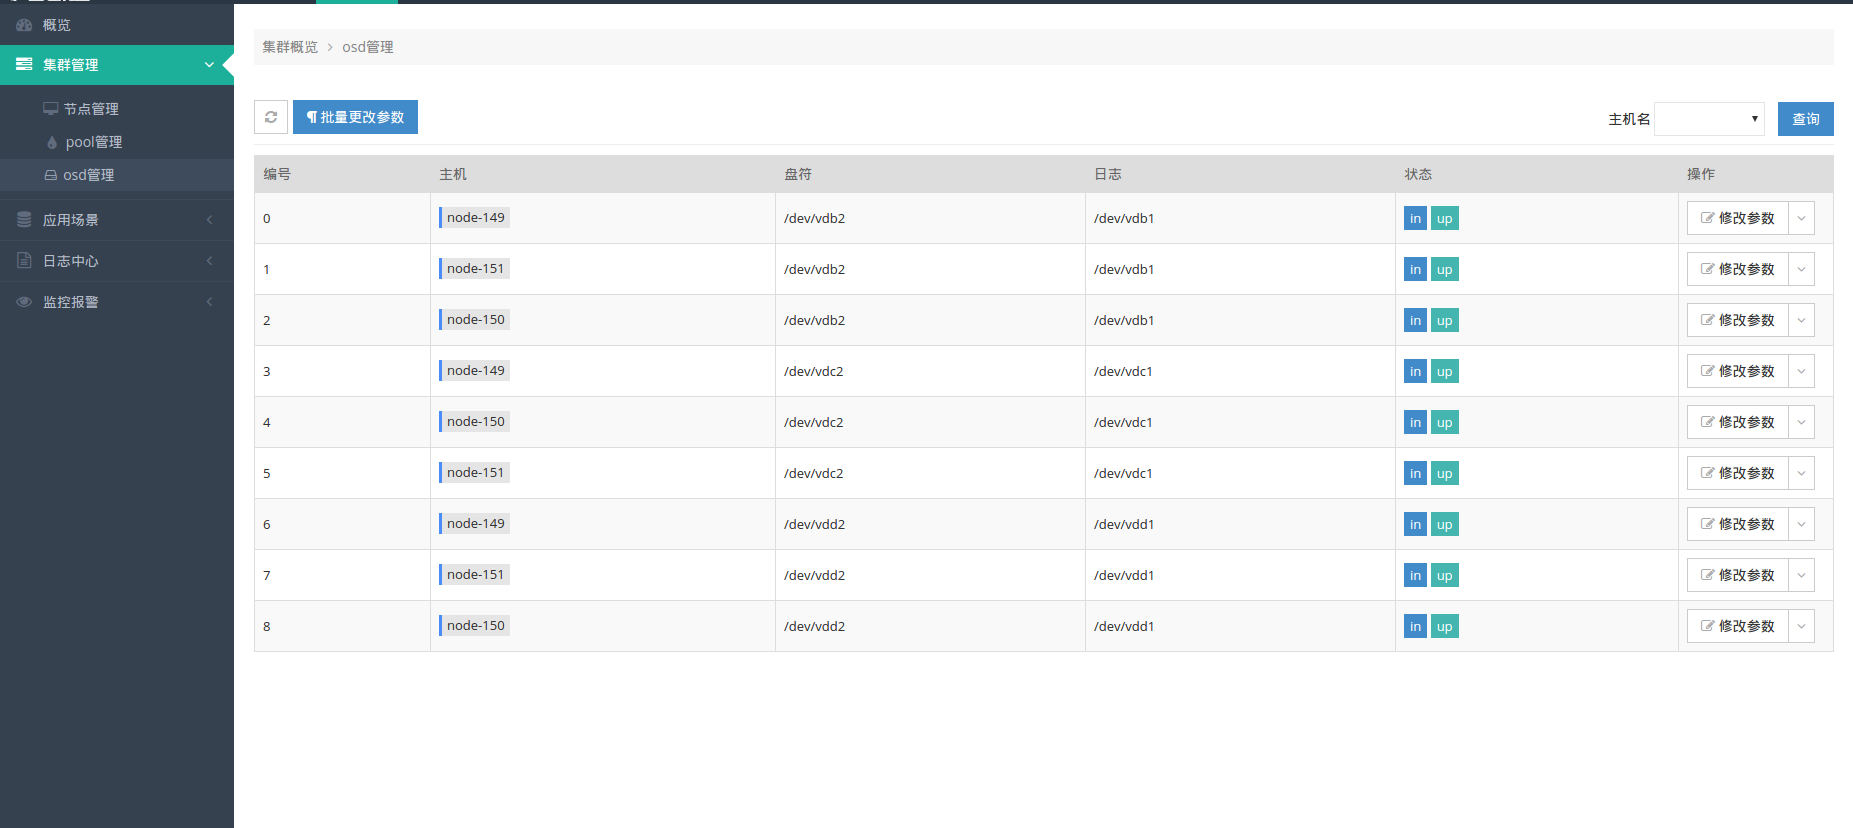 概览
集群管理
节点管理
pool管理
osd管理
应用场景
日志中心
监控报警
集群概览 osd管理
批量更改参数 主机名 查询
编号 主机 盘符 日志 状态 操作
0 node-149 /dev/vdb2 /dev/vdb1 in up 修改参数
1 node-151 /dev/vdb2 /dev/vdb1 in up 修改参数
2 node-150 /dev/vdb2 /dev/vdb1 in up 修改参数
3 node-149 /dev/vdc2 /dev/vdc1 in up 修改参数
4 node-150 /dev/vdc2 /dev/vdc1 in up 修改参数
5 node-151 /dev/vdc2 /dev/vdc1 in up 修改参数
6 node-149 /dev/vdd2 /dev/vdd1 in up 修改参数
7 node-151 /dev/vdd2 /dev/vdd1 in up 修改参数
8 node-150 /dev/vdd2 /dev/vdd1 in up 修改参数